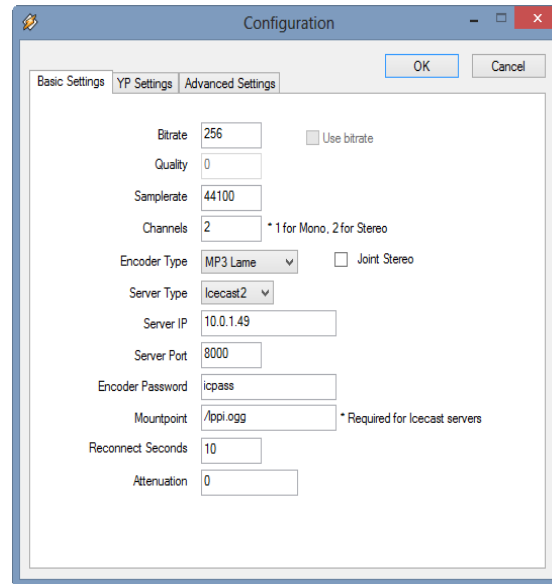 Configuration
OK
Cancel
Basic Settings
YP Settings
Advanced Settings
Bitrate 256 Use bitrate
Quality 0
Samplerate 44100
Channels 2 * 1 for Mono, 2 for Stereo
Encoder Type MP3 Lame Joint Stereo
Server Type Icecast2
Server IP 10.0.1.49
Server Port 8000
Encoder Password icpass
Mountpoint /lppi.ogg * Required for Icecast servers
Reconnect Seconds 10
Attenuation 0